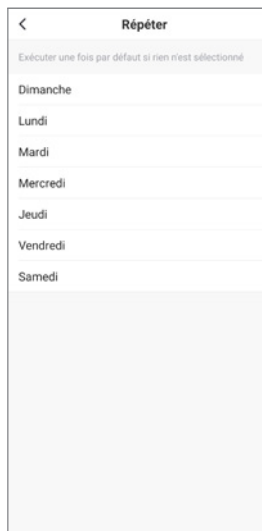 Répéter
Exécuter une fois par défaut si rien n'est sélectionné
Dimanche
Lundi
Mardi
Mercredi
Jeudi
Vendredi
Samedi